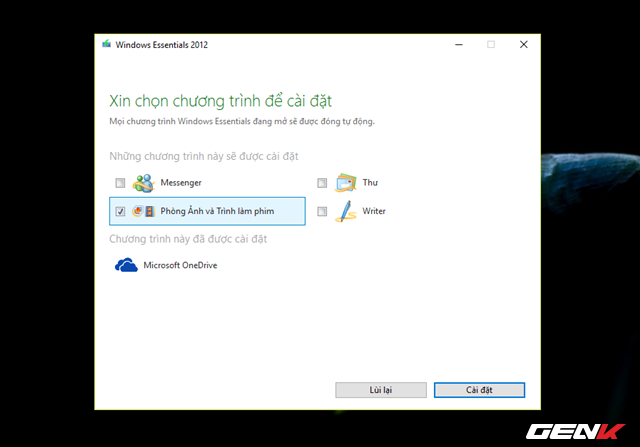 Windows Essentials 2012
Xin chọn chương trình để cài đặt
Mọi chương trình Windows Essentials đang mở sẽ được đóng tự động.
Những chương trình này sẽ được cài đặt
Messenger
Thư
Phòng Ảnh và Trình làm phim
Writer
Chương trình này đã được cài đặt
Microsoft OneDrive
Lùi lại
Cài đặt
GENK